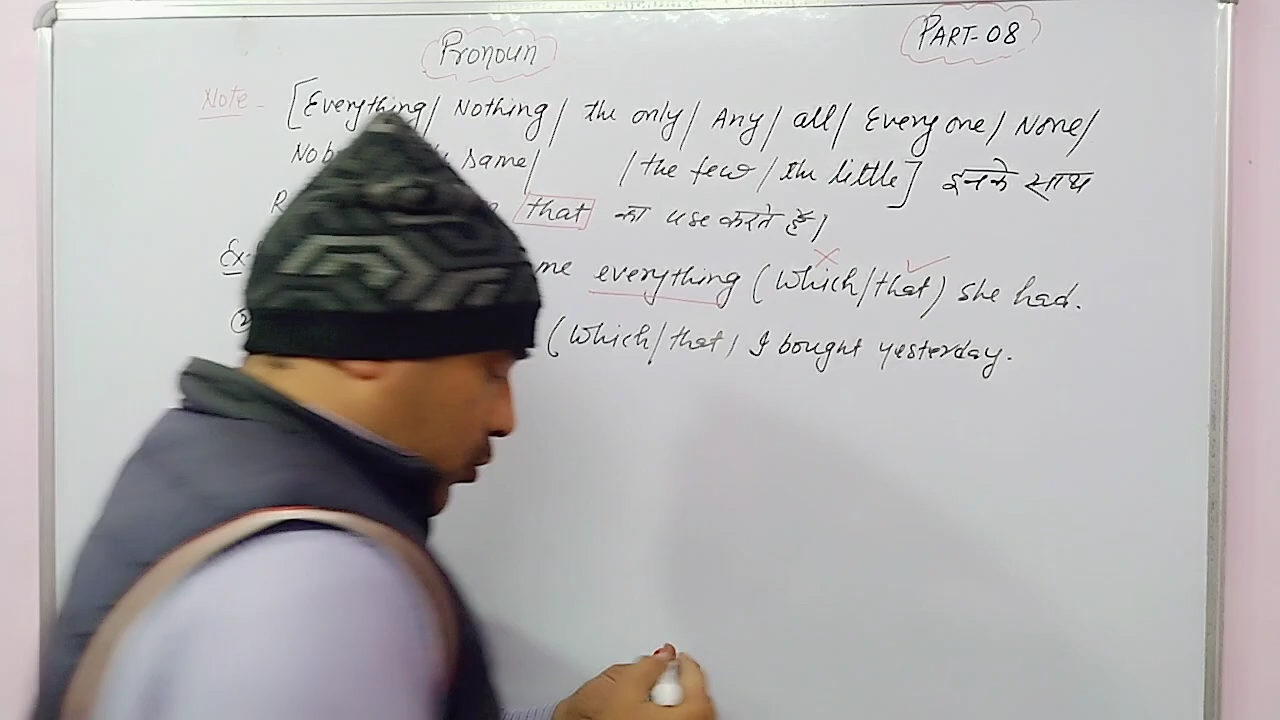 Pronoun
PART-08
Note - [Everything/ Nothing/ the only/ Any/ all/ Every one/ None/
same/ / the few/ the little] इनके साथ
that का use करते हैं।
Ex- me everything (which/that) she had.
② (which/that) I bought yesterday.